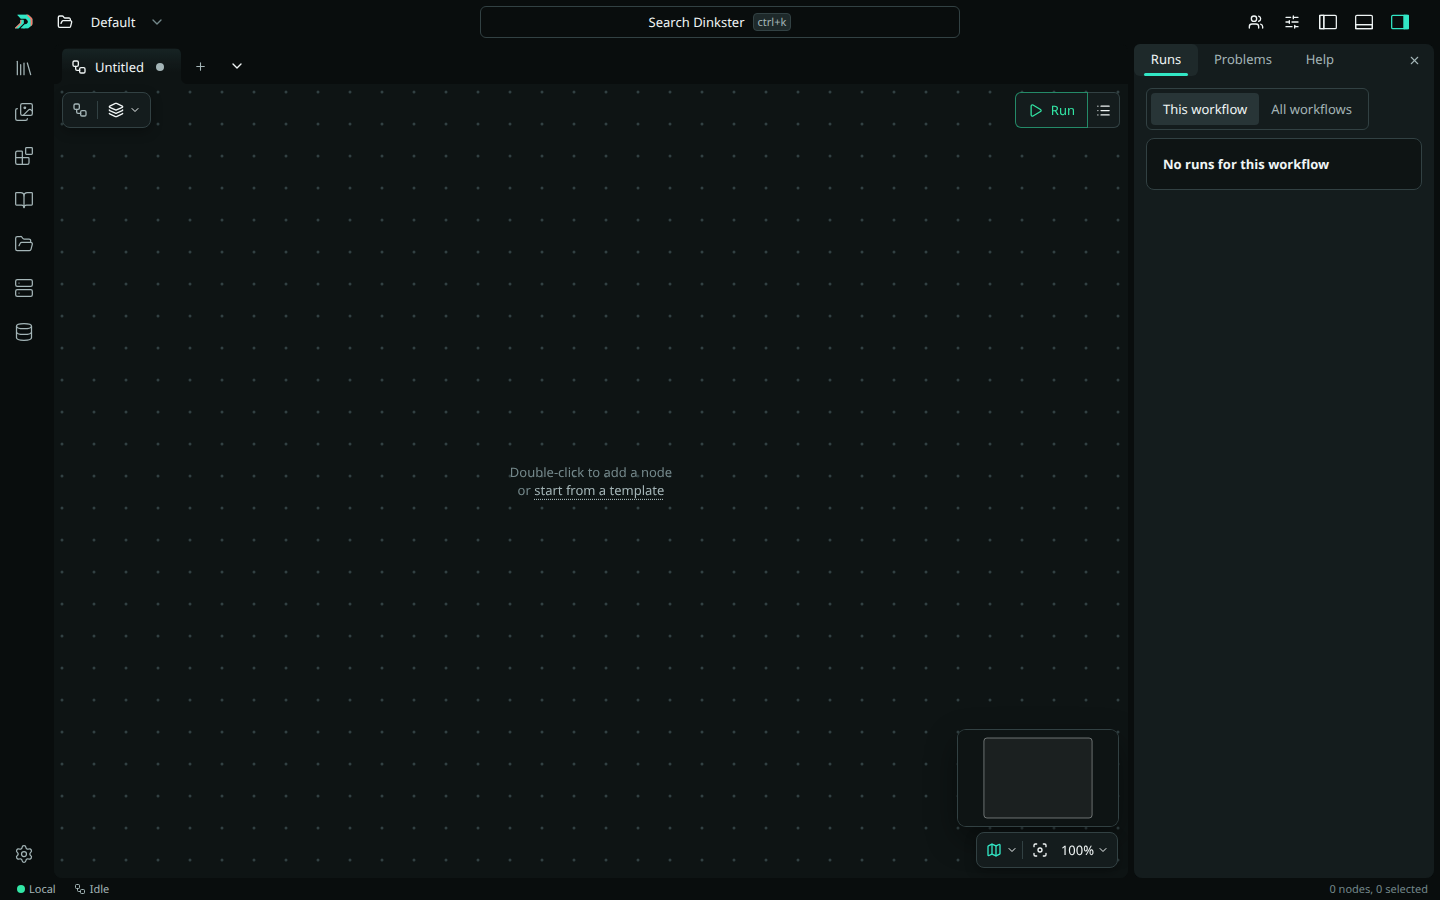 Default
Search Dinkster ctrl+k
Untitled
Run
Runs Problems Help
This workflow All workflows
No runs for this workflow
Double-click to add a node
or start from a template
100%
Local Idle
0 nodes, 0 selected